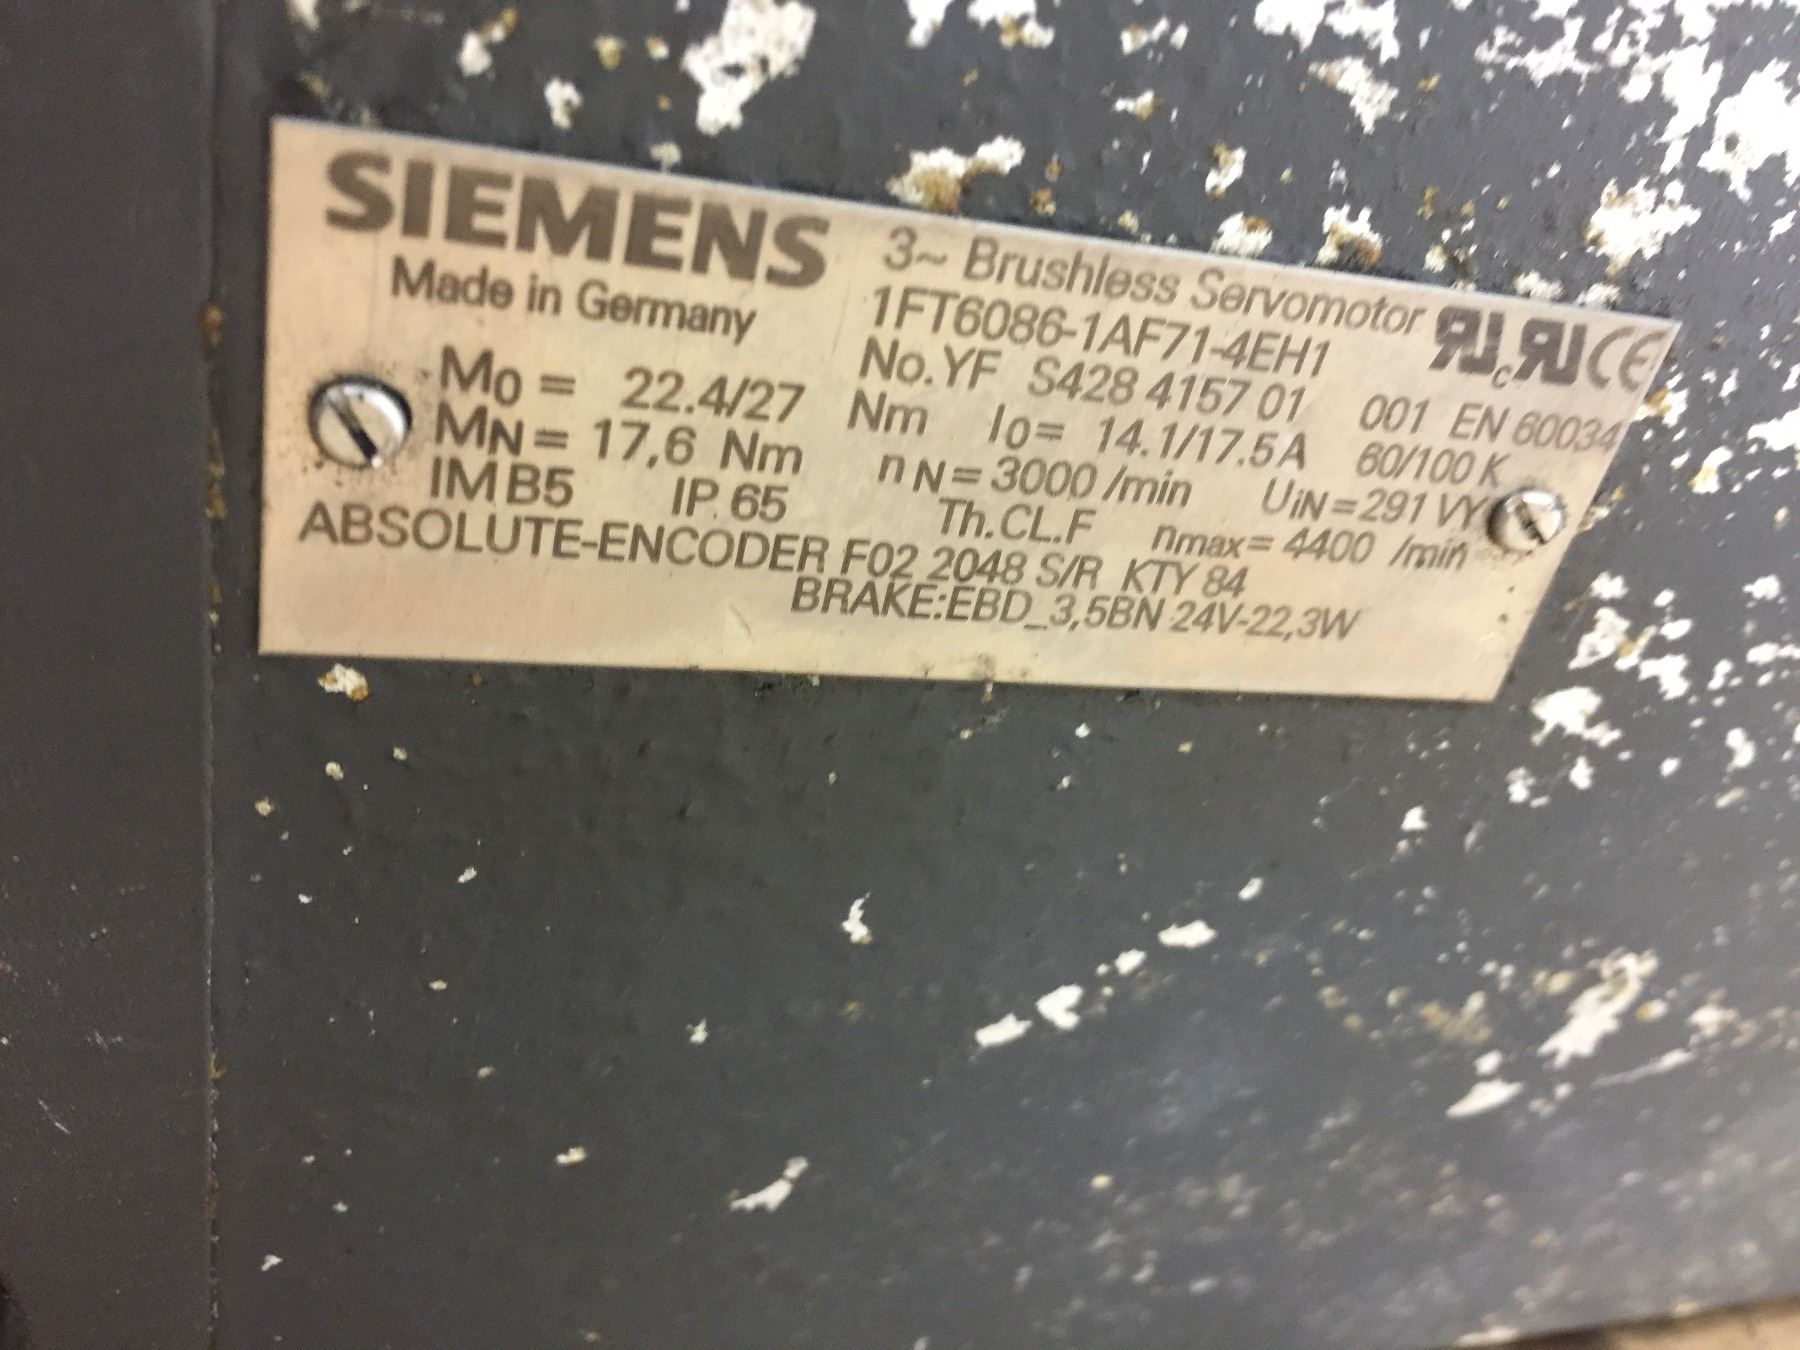 SIEMENS
Made in Germany
3~ Brushless Servomotor
1FT6086-1AF71-4EH1
No.YF S428 4157 01 001 EN 60034
M0 = 22.4/27 Nm I0= 14.1/17.5A 60/100 K
MN= 17,6 Nm nN=3000 /min UIN=291 VY
IM B5 IP 65 Th.CL.F nmax= 4400 /min
ABSOLUTE-ENCODER F02 2048 S/R KTY 84
BRAKE:EBD_3,5BN 24V-22,3W